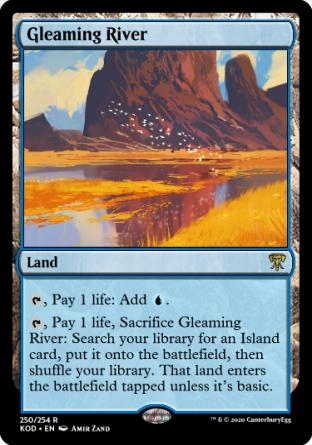 Gleaming River
Land
, Pay 1 life: Add .
, Pay 1 life, Sacrifice Gleaming
River: Search your library for an Island
card, put it onto the battlefield, then
shuffle your library. That land enters
the battlefield tapped unless it's basic.
250/254 R
KOD • EN AMIR ZAND
™ & © 2020 CanterburyEgg